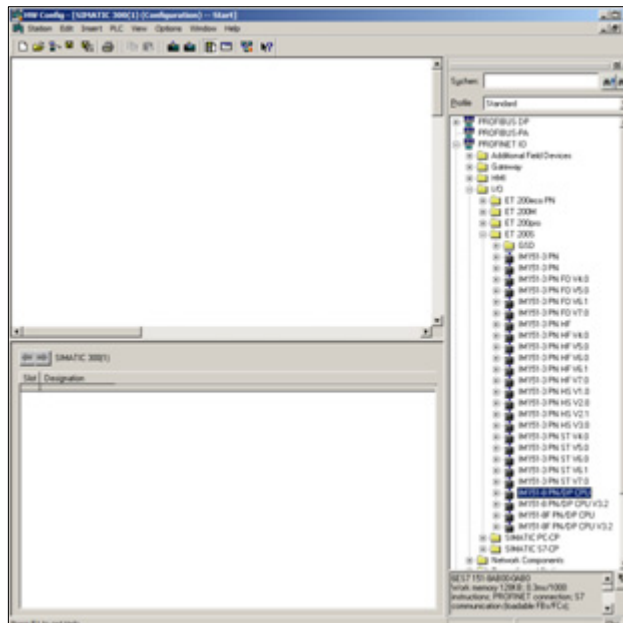 HW Config - [SIMATIC 300(1) (Configuration) -- Start]
Station Edit Insert PLC View Options Window Help
Suchen:
Profile Standard
PROFIBUS DP
PROFIBUS-PA
PROFINET IO
Additional Field Devices
Gateway
HMI
I/O
ET 200eco PN
ET 200M
ET 200pro
ET 200S
GSD
IM151-3 PN
IM151-3 PN
IM151-3 PN FO V4.0
IM151-3 PN FO V5.0
IM151-3 PN FO V6.1
IM151-3 PN FO V7.0
IM151-3 PN HF
IM151-3 PN HF V4.0
IM151-3 PN HF V5.0
IM151-3 PN HF V6.0
IM151-3 PN HF V6.1
IM151-3 PN HF V7.0
IM151-3 PN HS V1.0
IM151-3 PN HS V2.0
IM151-3 PN HS V2.1
IM151-3 PN HS V3.0
IM151-3 PN ST V4.0
IM151-3 PN ST V5.0
IM151-3 PN ST V6.0
IM151-3 PN ST V6.1
IM151-3 PN ST V7.0
IM151-8 PN/DP CPU
IM151-8 PN/DP CPU V3.2
IM151-8F PN/DP CPU
IM151-8F PN/DP CPU V3.2
SIMATIC PC-CP
SIMATIC S7-CP
Network Components
SIMATIC 300(1)
Slot Designation
6ES7 151-8AB00-0AB0
Work memory 128KB; 0.3ms/1000
instructions; PROFINET connection; S7
communication (loadable FBs/FCs);